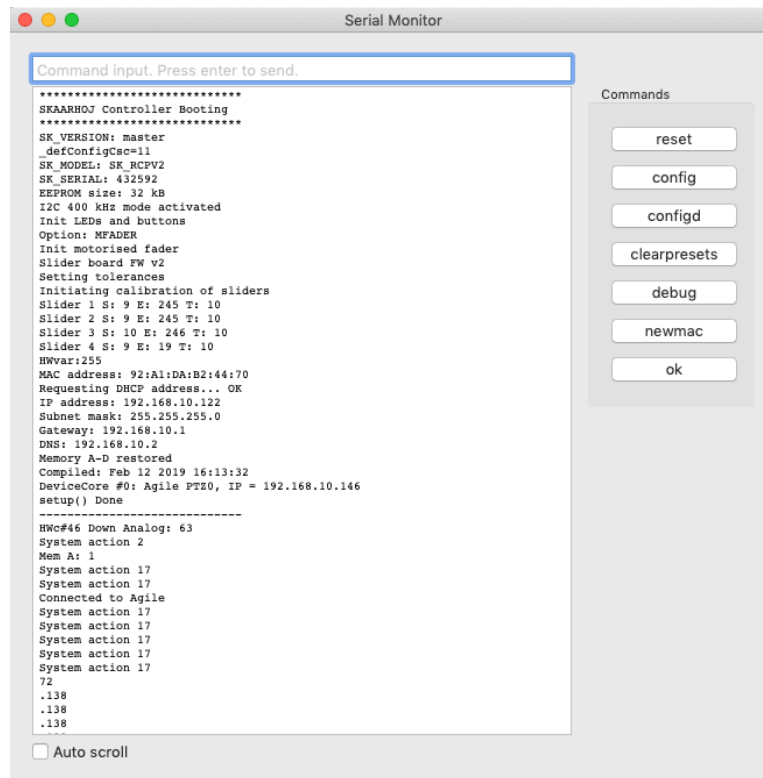 Serial Monitor
Command input. Press enter to send.
*****************************
SKAARHOJ Controller Booting
*****************************
SK_VERSION: master
_defConfigCsc=11
SK_MODEL: SK_RCPV2
SK_SERIAL: 432592
EEPROM size: 32 kB
I2C 400 kHz mode activated
Init LEDs and buttons
Option: MFADER
Init motorised fader
Slider board FW v2
Setting tolerances
Initiating calibration of sliders
Slider 1 S: 9 E: 245 T: 10
Slider 2 S: 9 E: 245 T: 10
Slider 3 S: 10 E: 246 T: 10
Slider 4 S: 9 E: 19 T: 10
HWvar:255
MAC address: 92:A1:DA:B2:44:70
Requesting DHCP address... OK
IP address: 192.168.10.122
Subnet mask: 255.255.255.0
Gateway: 192.168.10.1
DNS: 192.168.10.2
Memory A-D restored
Compiled: Feb 12 2019 16:13:32
DeviceCore #0: Agile PTZ0, IP = 192.168.10.146
setup() Done
-----------------------------
HWc#46 Down Analog: 63
System action 2
Mem A: 1
System action 17
System action 17
Connected to Agile
System action 17
System action 17
System action 17
System action 17
System action 17
72
.138
.138
.138
Auto scroll
Commands
reset
config
configd
clearpresets
debug
newmac
ok